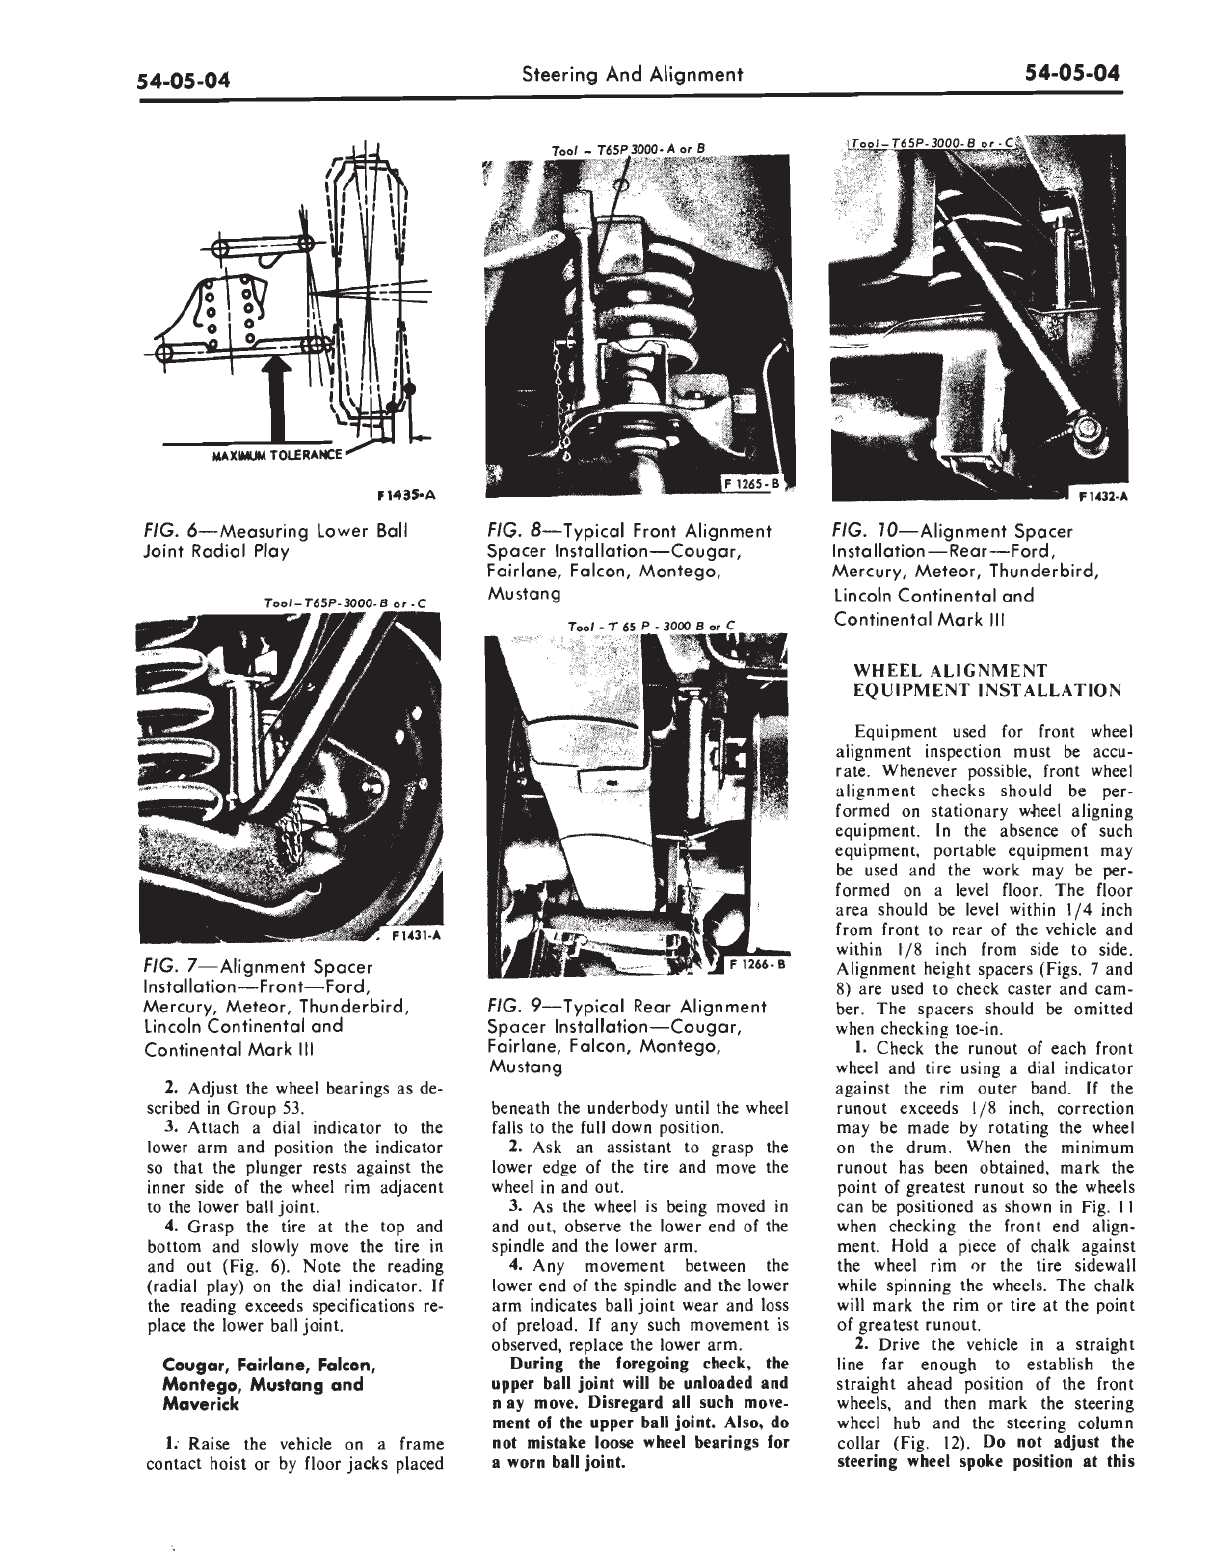 54-05-04
Steering And Alignment
54-05-04
MAXIMUM TOLERANCE
F1435-A
FIG. 6—Measuring Lower Ball
Joint Radial Play
Tool-T65P-3000-B or -C
F1431-A
FIG. 7—Alignment Spacer
Installation—Front—Ford,
Mercury, Meteor, Thunderbird,
Lincoln Continental and
Continental Mark III
2. Adjust the wheel bearings as de-
scribed in Group 53.
3. Attach a dial indicator to the
lower arm and position the indicator
so that the plunger rests against the
inner side of the wheel rim adjacent
to the lower ball joint.
4. Grasp the tire at the top and
bottom and slowly move the tire in
and out (Fig. 6). Note the reading
(radial play) on the dial indicator. If
the reading exceeds specifications re-
place the lower ball joint.
Cougar, Fairlane, Falcon,
Montego, Mustang and
Maverick
1. Raise the vehicle on a frame
contact hoist or by floor jacks placed
Tool - T65P 3000-A or B
F 1265-B
FIG. 8—Typical Front Alignment
Spacer Installation—Cougar,
Fairlane, Falcon, Montego,
Mustang
Tool - T 65 P - 3000 B or C
F 1266-B
FIG. 9—Typical Rear Alignment
Spacer Installation—Cougar,
Fairlane, Falcon, Montego,
Mustang
beneath the underbody until the wheel
falls to the full down position.
2. Ask an assistant to grasp the
lower edge of the tire and move the
wheel in and out.
3. As the wheel is being moved in
and out, observe the lower end of the
spindle and the lower arm.
4. Any movement between the
lower end of the spindle and the lower
arm indicates ball joint wear and loss
of preload. If any such movement is
observed, replace the lower arm.
During the foregoing check, the
upper ball joint will be unloaded and
n ay move. Disregard all such move-
ment of the upper ball joint. Also, do
not mistake loose wheel bearings for
a worn ball joint.
Tool-T65P-3000-B or -C
F1432-A
FIG. 10—Alignment Spacer
Installation—Rear—Ford,
Mercury, Meteor, Thunderbird,
Lincoln Continental and
Continental Mark III
WHEEL ALIGNMENT
EQUIPMENT INSTALLATION
Equipment used for front wheel
alignment inspection must be accu-
rate. Whenever possible, front wheel
alignment checks should be per-
formed on stationary wheel aligning
equipment. In the absence of such
equipment, portable equipment may
be used and the work may be per-
formed on a level floor. The floor
area should be level within 1/4 inch
from front to rear of the vehicle and
within 1/8 inch from side to side.
Alignment height spacers (Figs. 7 and
8) are used to check caster and cam-
ber. The spacers should be omitted
when checking toe-in.
1. Check the runout of each front
wheel and tire using a dial indicator
against the rim outer band. If the
runout exceeds 1/8 inch, correction
may be made by rotating the wheel
on the drum. When the minimum
runout has been obtained, mark the
point of greatest runout so the wheels
can be positioned as shown in Fig. 11
when checking the front end align-
ment. Hold a piece of chalk against
the wheel rim or the tire sidewall
while spinning the wheels. The chalk
will mark the rim or tire at the point
of greatest runout.
2. Drive the vehicle in a straight
line far enough to establish the
straight ahead position of the front
wheels, and then mark the steering
wheel hub and the steering column
collar (Fig. 12). Do not adjust the
steering wheel spoke position at this